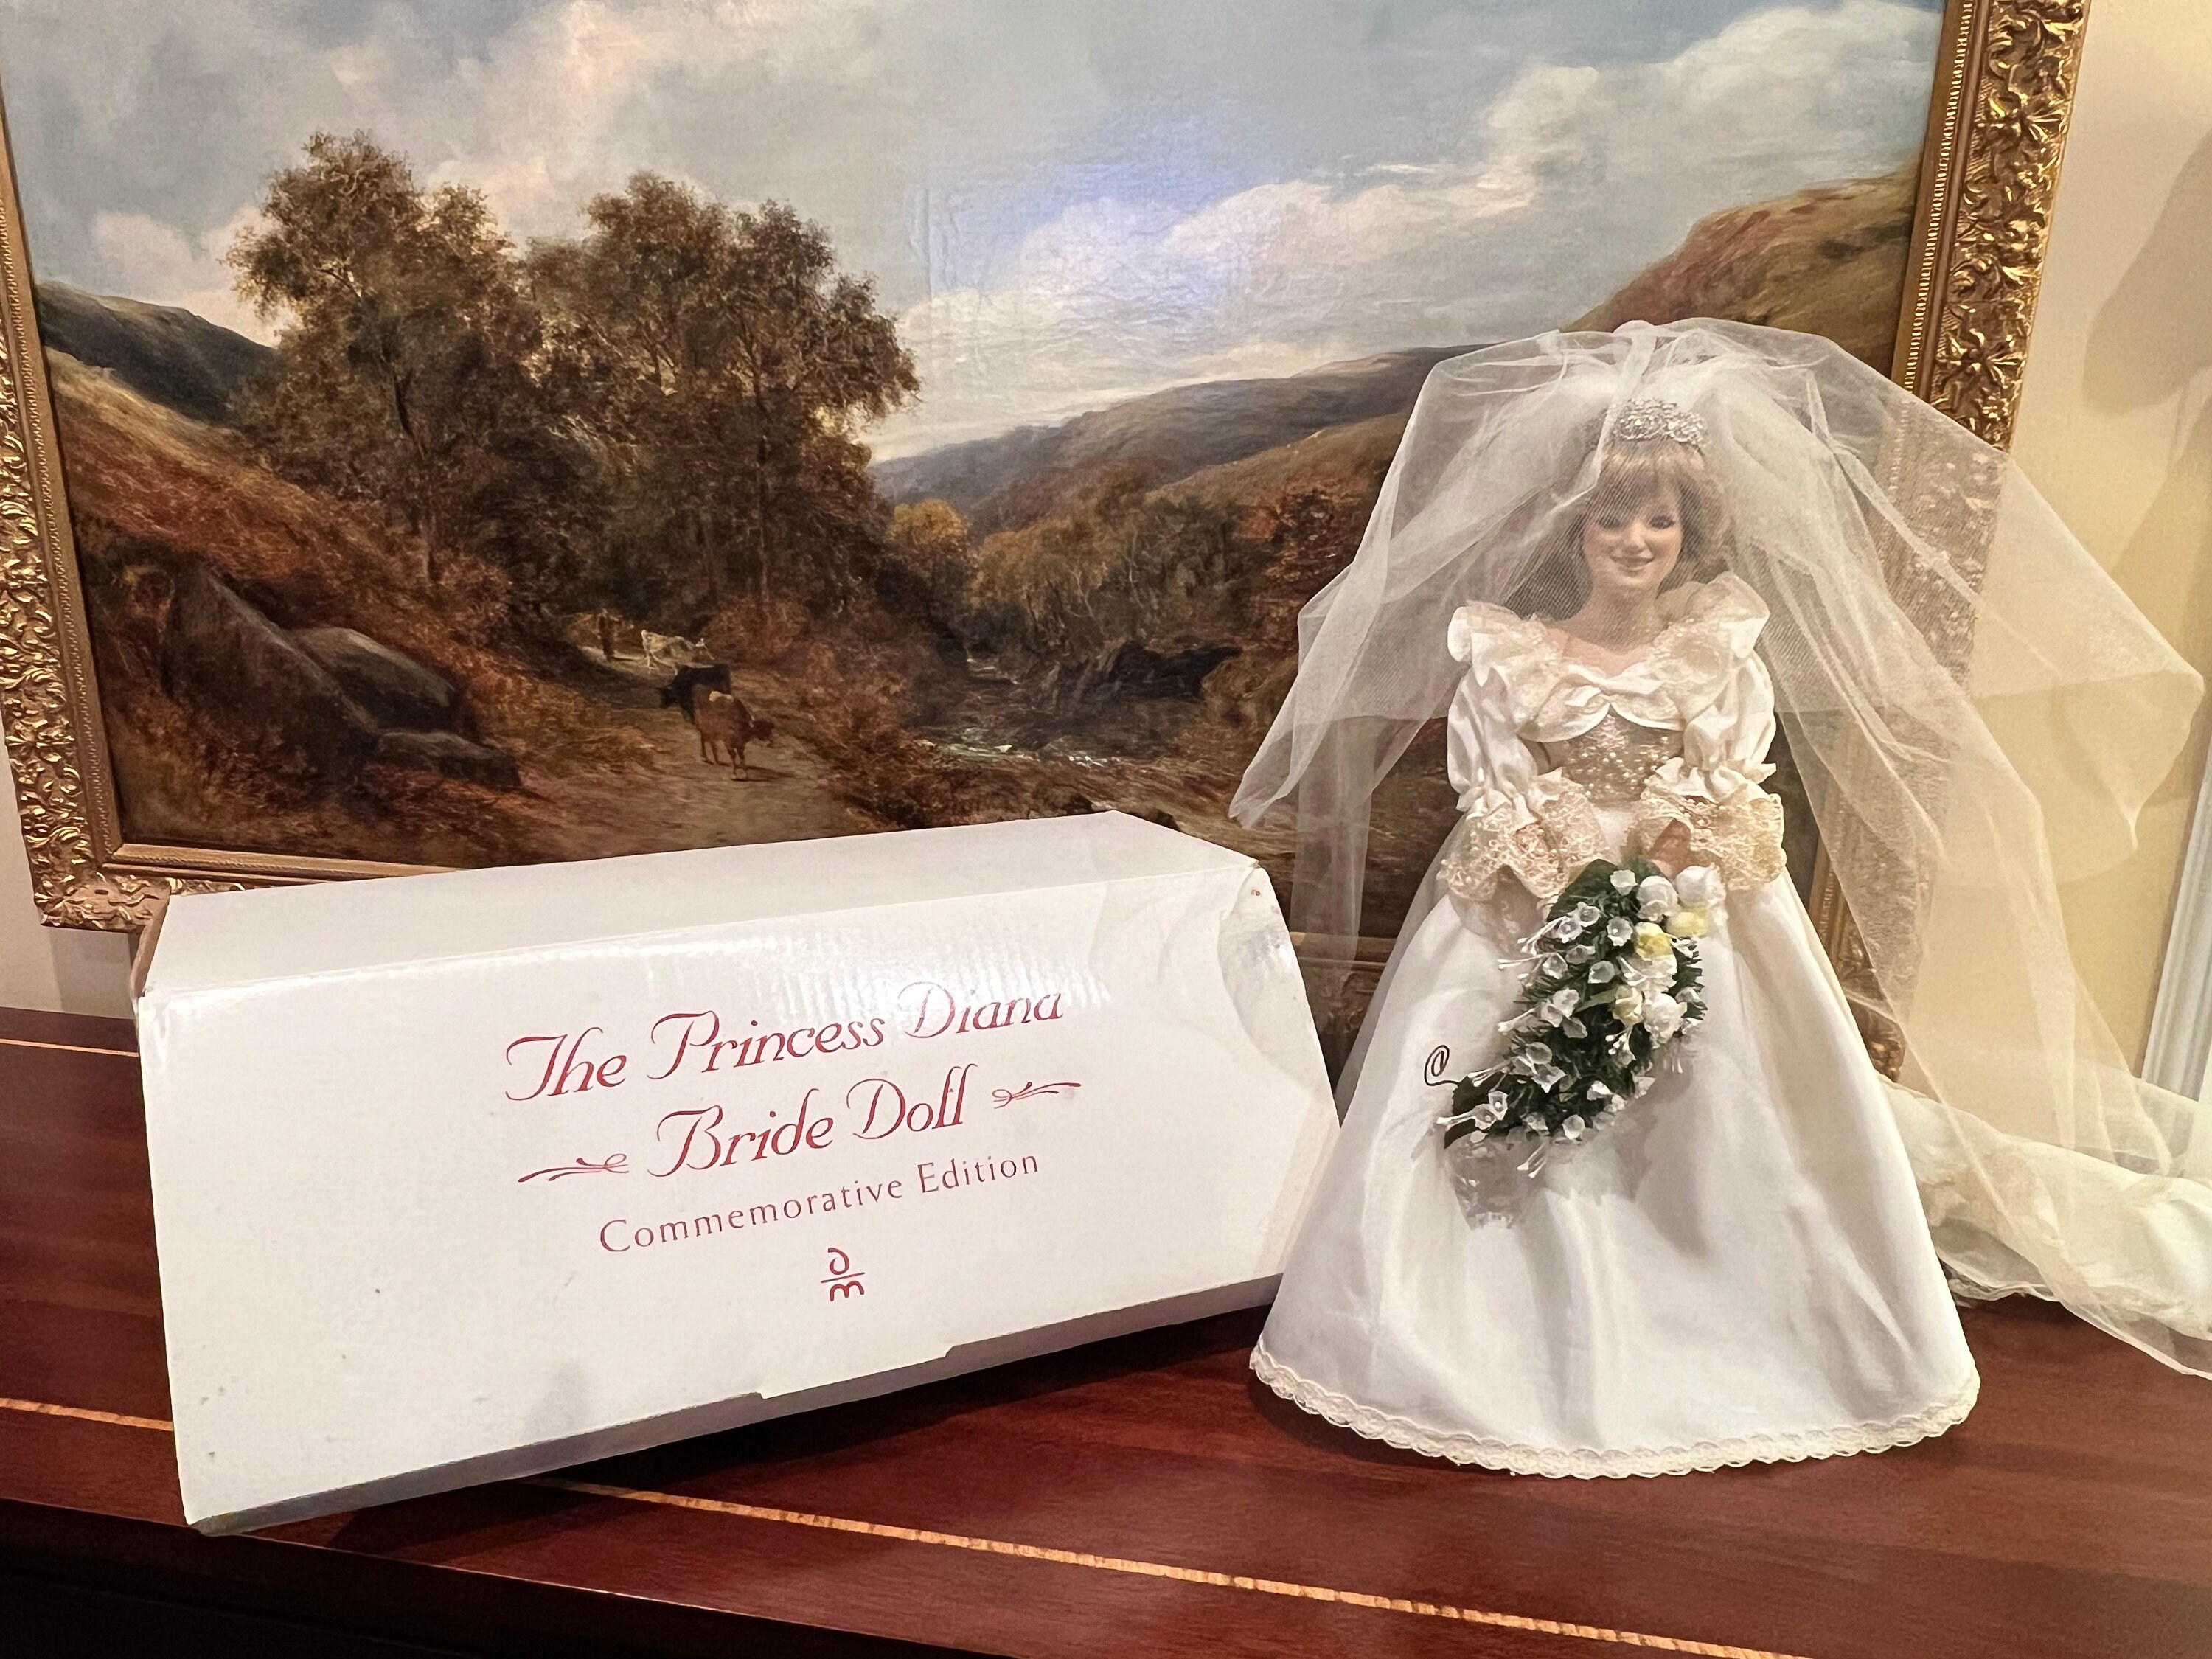 The Princess Diana
Bride Doll
Commemorative Edition